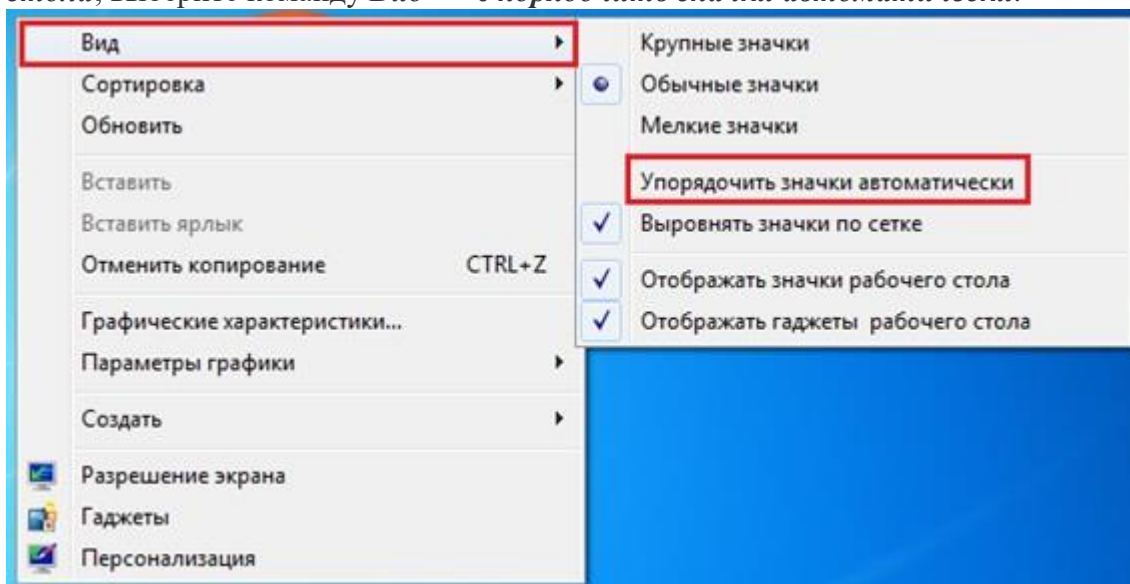 Вид
Сортировка
Обновить
Вставить
Вставить ярлык
Отменить копирование CTRL+Z
Графические характеристики...
Параметры графики
Создать
Разрешение экрана
Гаджеты
Персонализация
Крупные значки
Обычные значки
Мелкие значки
Упорядочить значки автоматически
Выровнять значки по сетке
Отображать значки рабочего стола
Отображать гаджеты рабочего стола